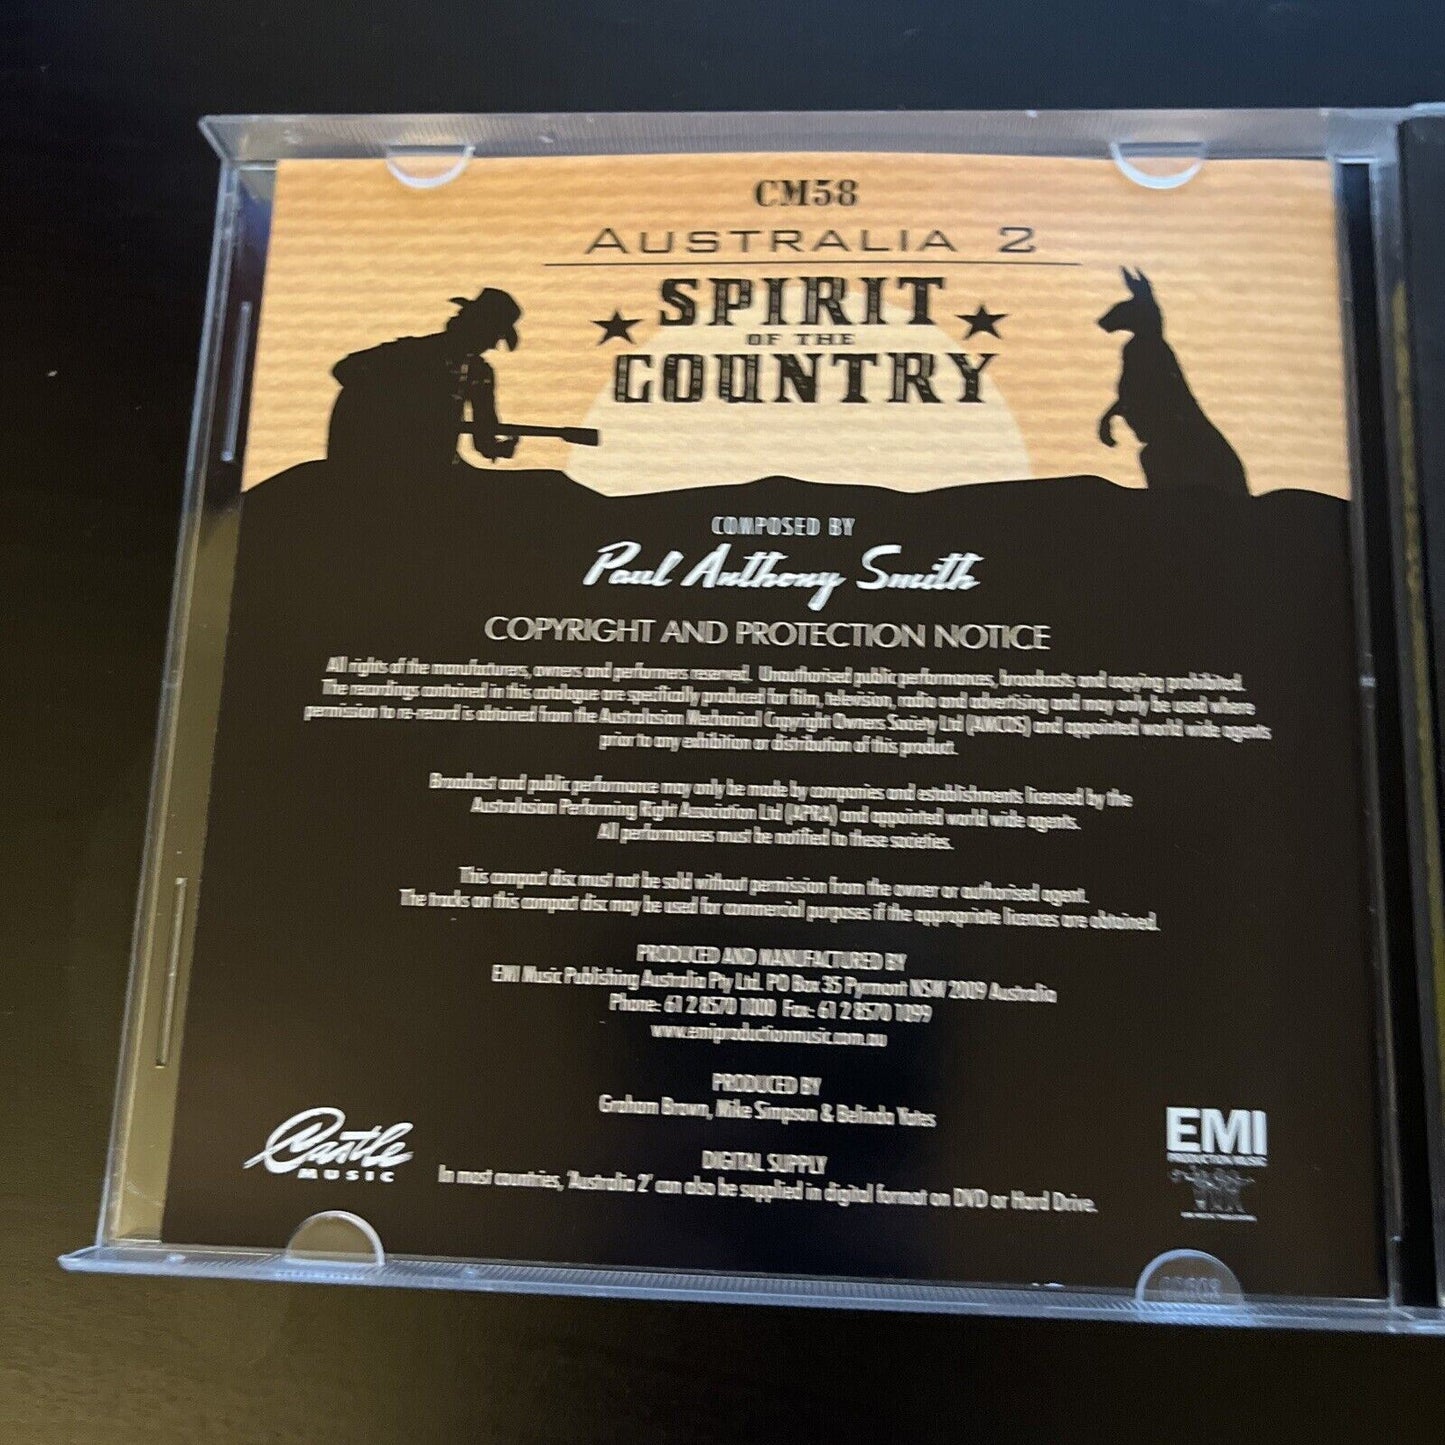 CM58
AUSTRALIA 2
SPIRIT
OF THE
COUNTRY
COMPOSED BY
Paul Anthony Smith
COPYRIGHT AND PROTECTION NOTICE
All rights of the manufacturers, owners and performers reserved. Unauthorised public performances, broadcasts and copying prohibited.
The recordings contained in this catalogue are specifically produced for film, television, radio and advertising and may only be used where
permission to re-record is obtained from the Australasian Mechanical Copyright Owners Society Ltd (AMCOS) and appointed world wide agents
prior to any exhibition or distribution of this product.
Broadcast and public performance may only be made by companies and establishments licensed by the
Australasian Performing Right Association Ltd (APRA) and appointed world wide agents.
All performances must be notified to these societies.
This compact disc must not be sold without permission from the owner or authorised agent.
The tracks on this compact disc may be used for commercial purposes if the appropriate licences are obtained.
PRODUCED AND MANUFACTURED BY
EMI Music Publishing Australia Pty Ltd. PO Box 35 Pyrmont NSW 2009 Australia
Phone: 61 2 8570 1000 Fax: 61 2 8570 1099
www.emiproductionmusic.com.au
PRODUCED BY
Graham Brown, Mike Simpson & Belinda Yates
DIGITAL SUPPLY
In most countries, 'Australia 2' can also be supplied in digital format on DVD or Hard Drive.
Castle
MUSIC
EMI
PRODUCTION MUSIC